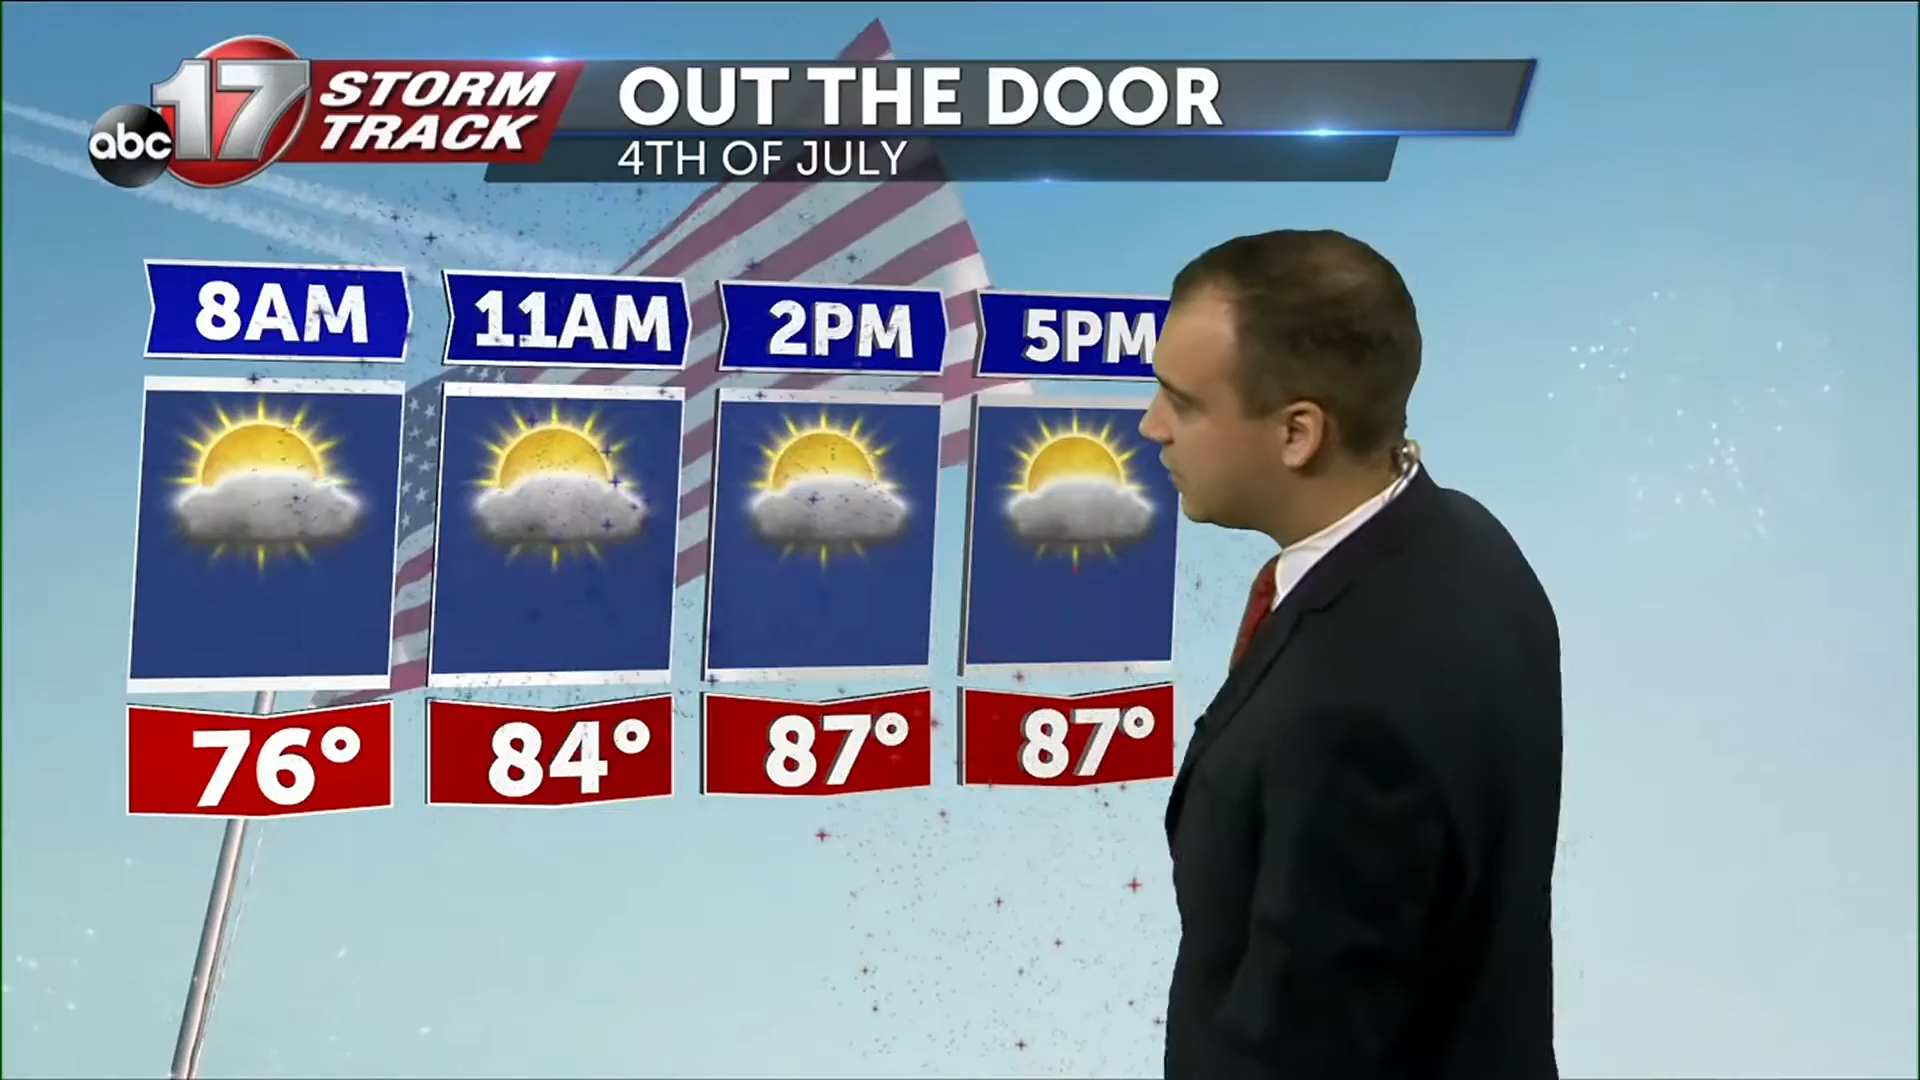 abc 17 STORM TRACK
OUT THE DOOR
4TH OF JULY
8AM 11AM 2PM 5PM
76° 84° 87° 87°